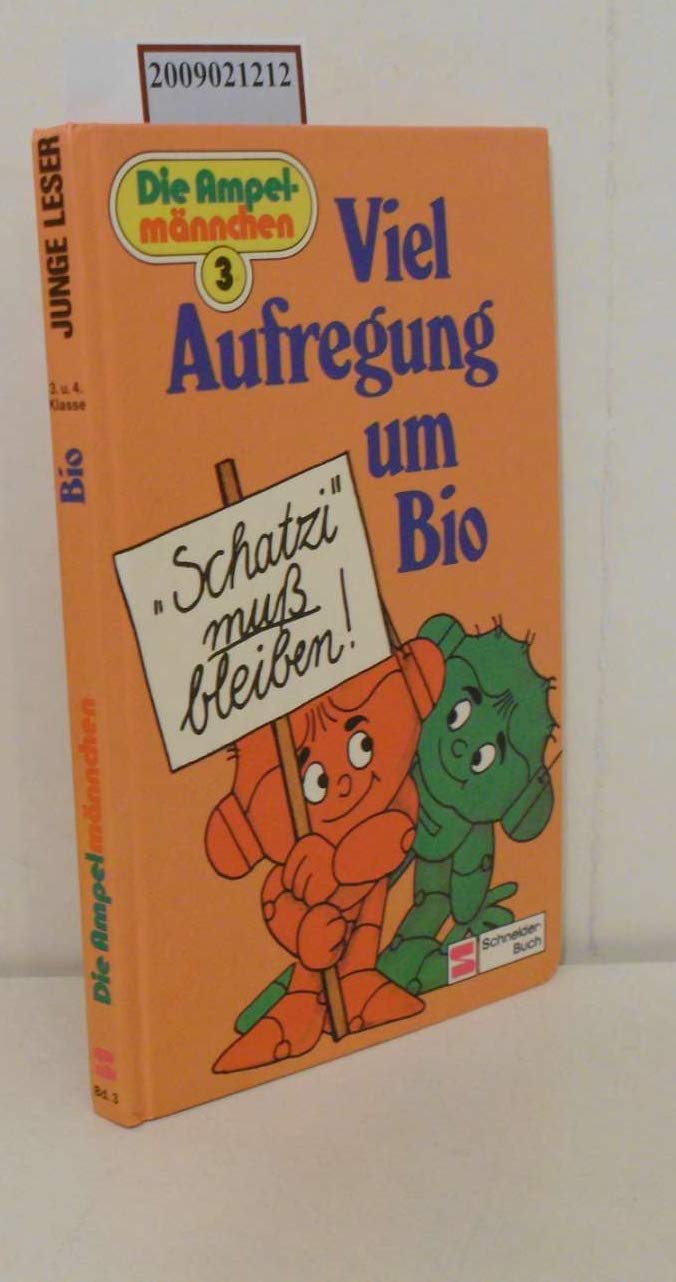 2009021212
Die Ampel-
männchen
3
Viel
Aufregung
um
Bio
"Schatzi"
muß
bleiben!
Schneider-
Buch
JUNGE LESER
3. u. 4.
Klasse
Bio
Die Ampelmännchen
Bd. 3